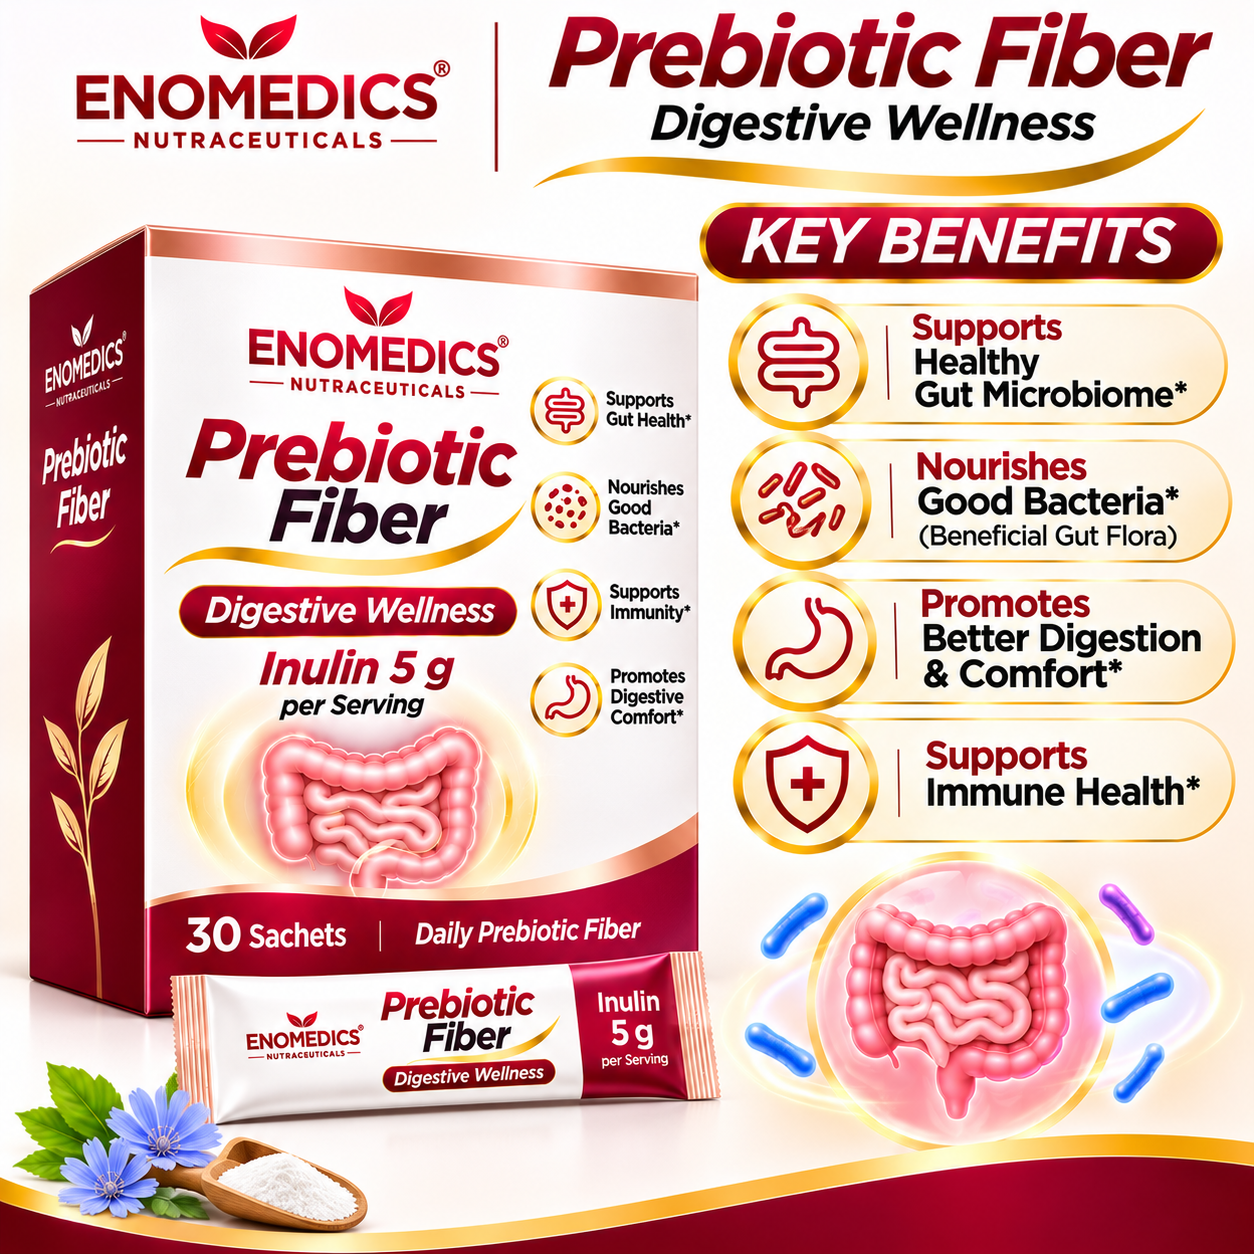 ENOMEDICS®
NUTRACEUTICALS
Prebiotic Fiber
Digestive Wellness
KEY BENEFITS
Supports
Healthy
Gut Microbiome*
Nourishes
Good Bacteria*
(Beneficial Gut Flora)
Promotes
Better Digestion
& Comfort*
Supports
Immune Health*
ENOMEDICS®
NUTRACEUTICALS
Prebiotic
Fiber
ENOMEDICS®
NUTRACEUTICALS
Prebiotic
Fiber
Digestive Wellness
Inulin 5 g
per Serving
Supports
Gut Health*
Nourishes
Good
Bacteria*
Supports
Immunity*
Promotes
Digestive
Comfort*
30 Sachets
Daily Prebiotic Fiber
ENOMEDICS®
NUTRACEUTICALS
Prebiotic
Fiber
Digestive Wellness
Inulin
5 g
per Serving